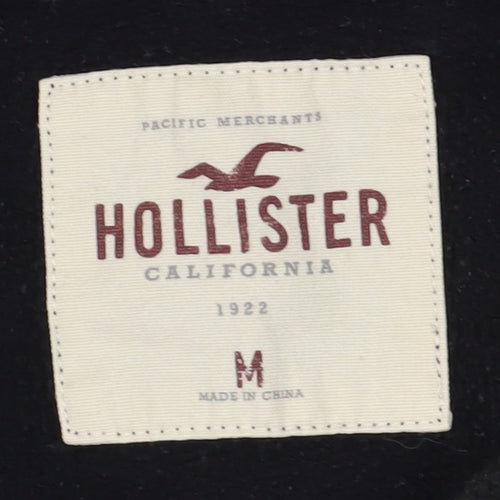 PACIFIC MERCHANTS
HOLLISTER
CALIFORNIA
1922
M
MADE IN CHINA